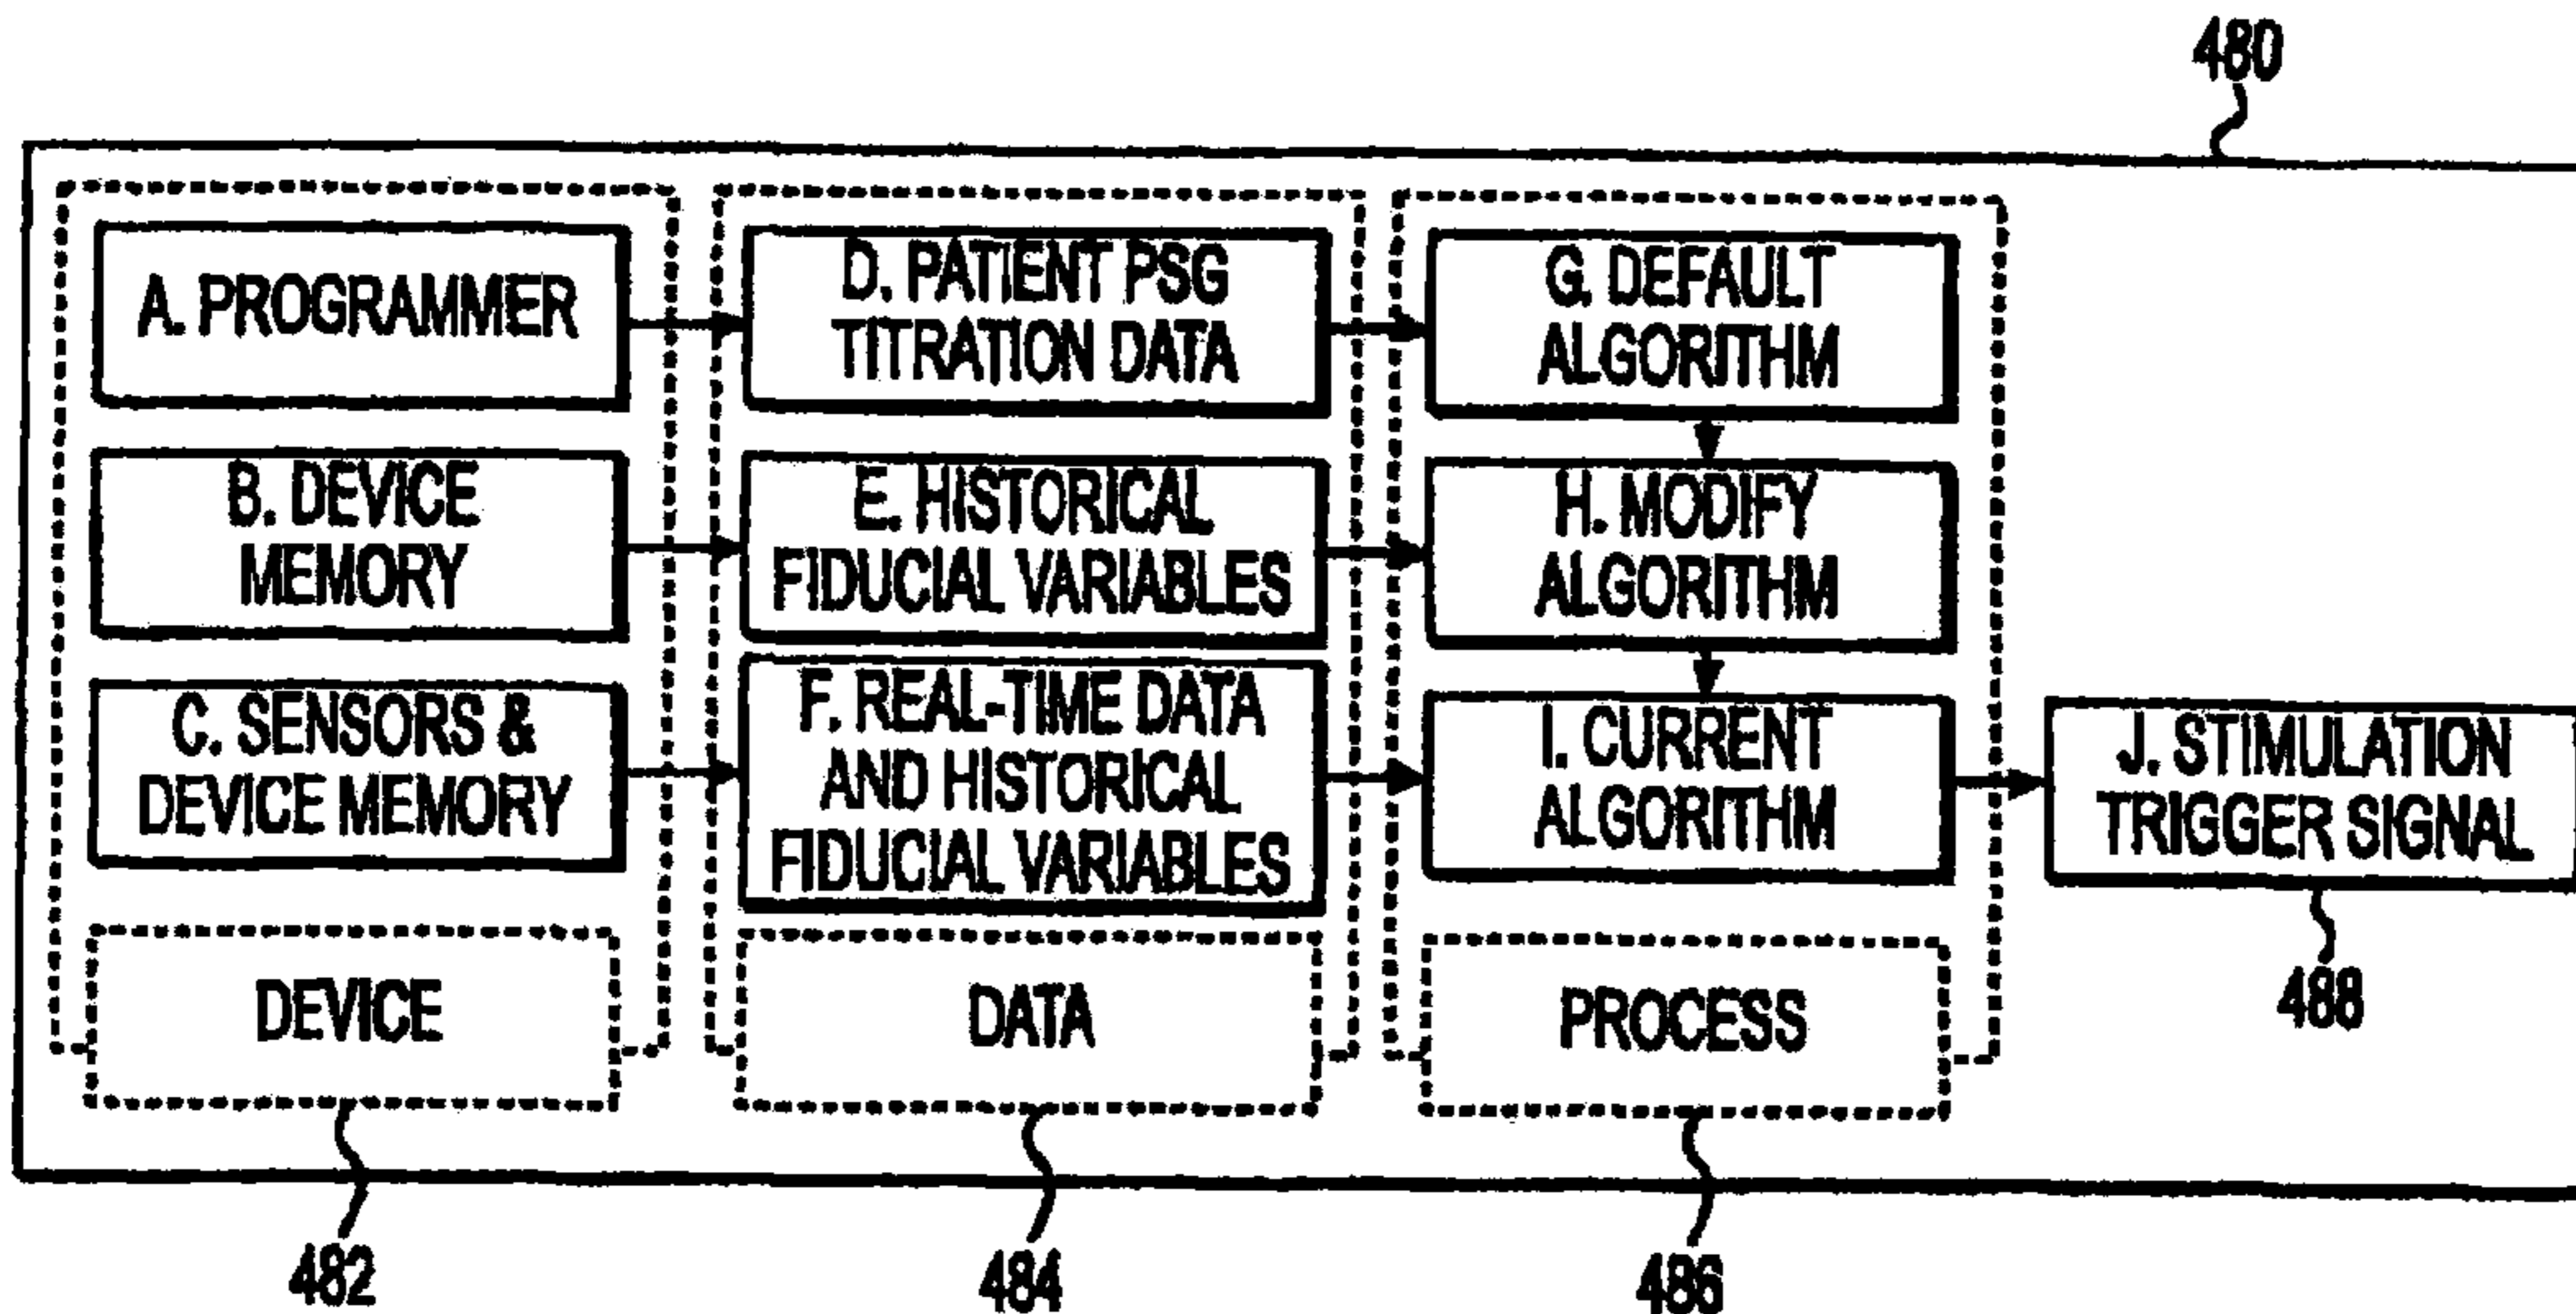 480
A. PROGRAMMER
D. PATIENT PSG
TITRATION DATA
G. DEFAULT
ALGORITHM
B. DEVICE
MEMORY
E. HISTORICAL
FIDUCIAL VARIABLES
H. MODIFY
ALGORITHM
C. SENSORS &
DEVICE MEMORY
F. REAL-TIME DATA
AND HISTORICAL
FIDUCIAL VARIABLES
I. CURRENT
ALGORITHM
J. STIMULATION
TRIGGER SIGNAL
DEVICE
DATA
PROCESS
488
482
484
486